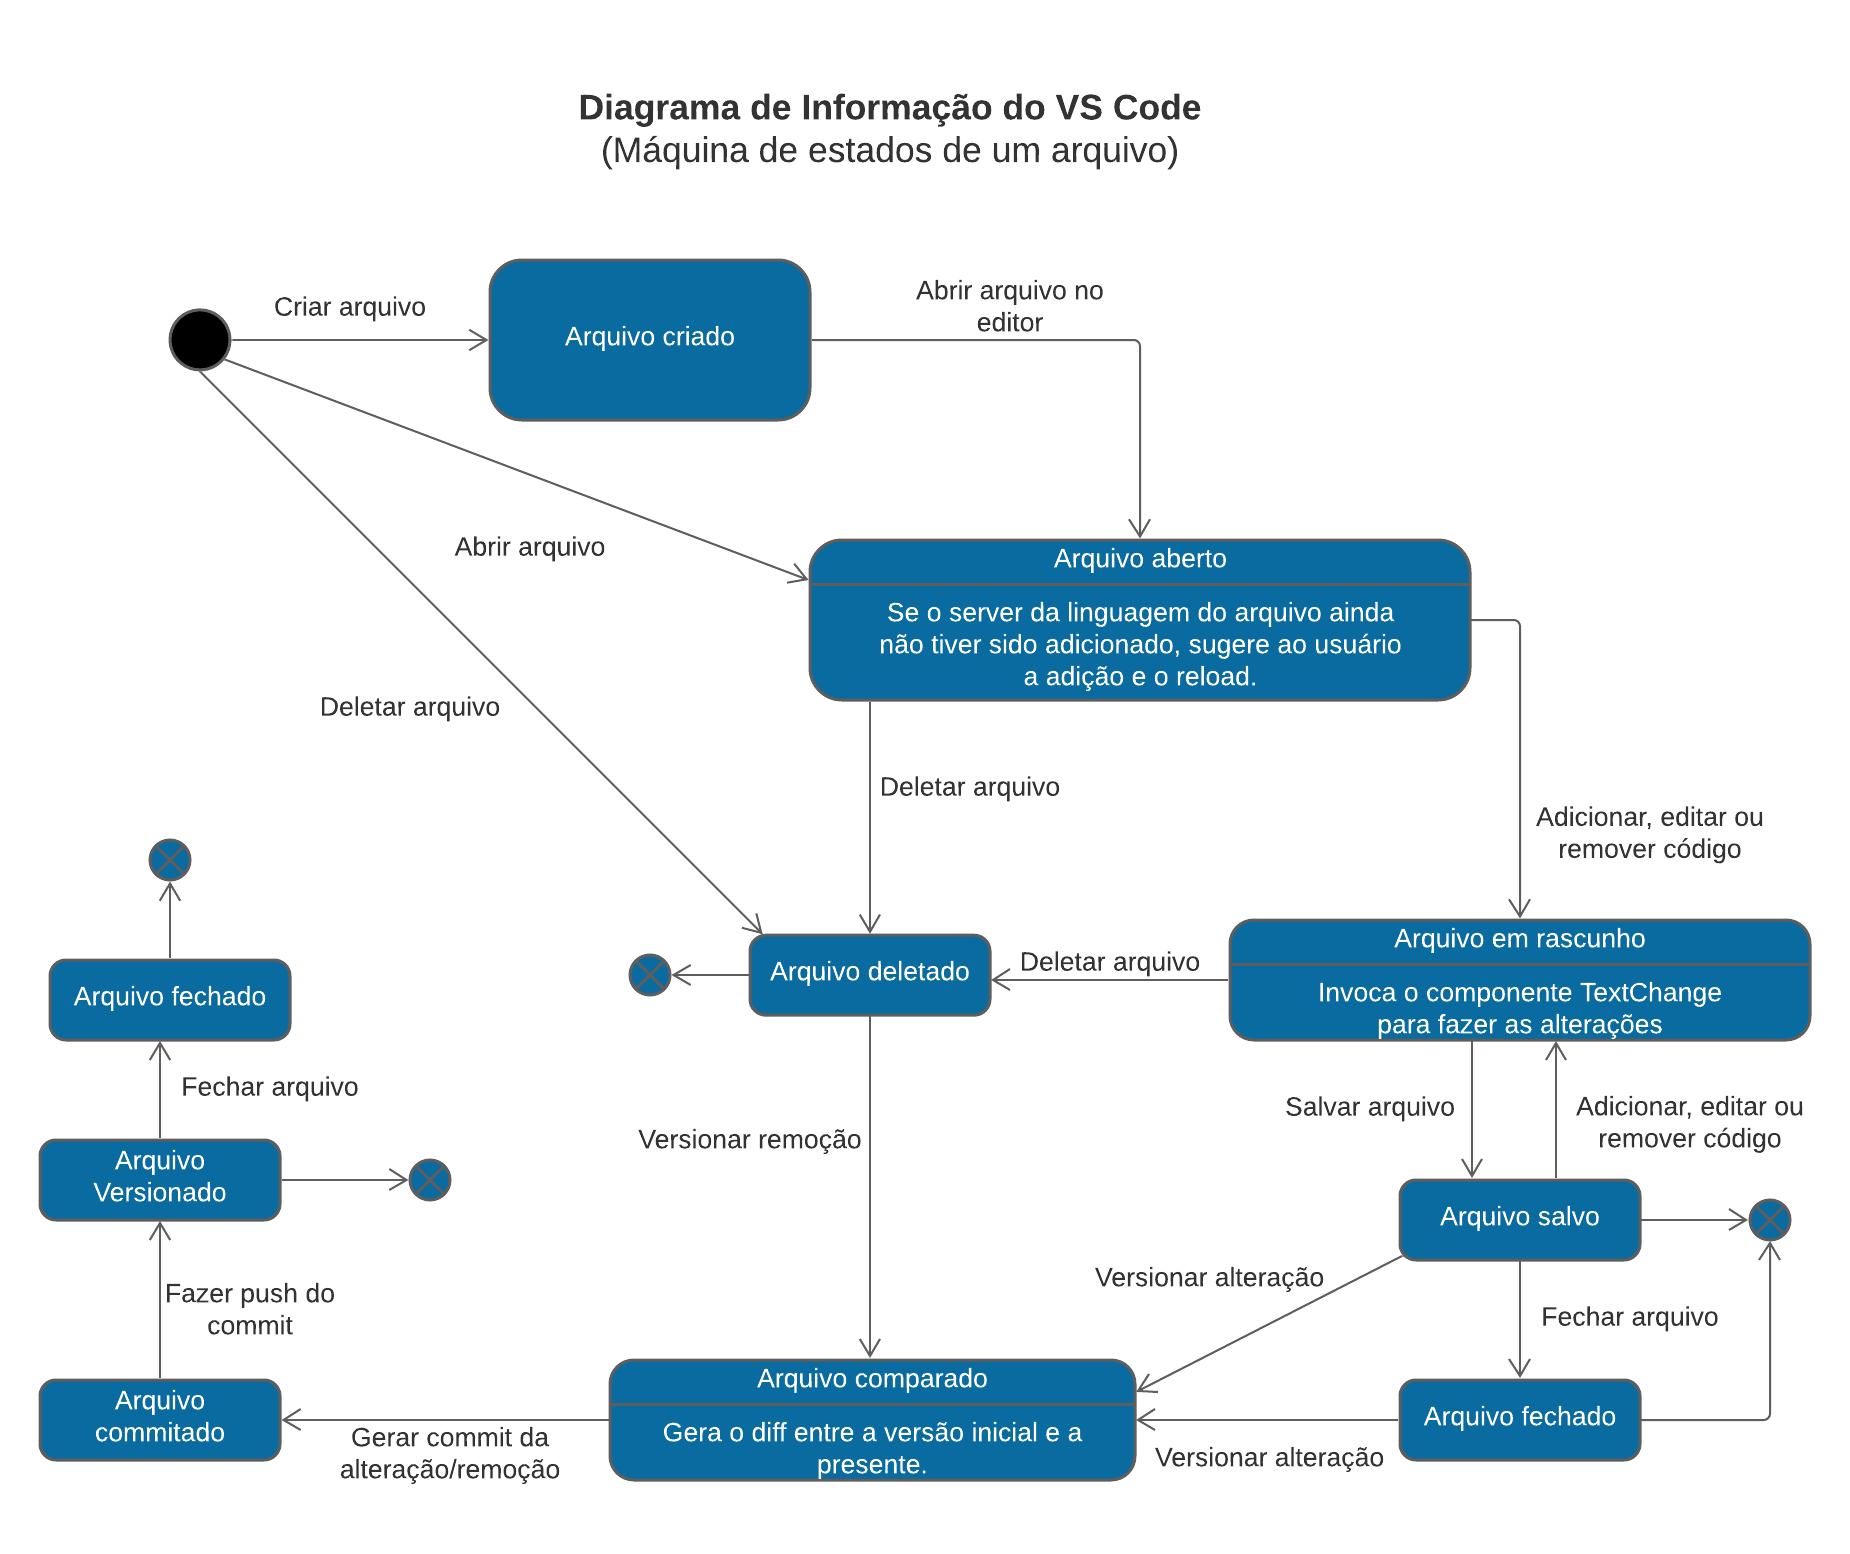 Diagrama de Informação do VS Code
(Máquina de estados de um arquivo)
Criar arquivo
Arquivo criado
Abrir arquivo no
editor
Abrir arquivo
Arquivo aberto
Se o server da linguagem do arquivo ainda
não tiver sido adicionado, sugere ao usuário
a adição e o reload.
Deletar arquivo
Deletar arquivo
Adicionar, editar ou
remover código
Arquivo deletado
Deletar arquivo
Arquivo em rascunho
Invoca o componente TextChange
para fazer as alterações
Arquivo fechado
Fechar arquivo
Versionar remoção
Salvar arquivo
Adicionar, editar ou
remover código
Arquivo
Versionado
Arquivo salvo
Versionar alteração
Fazer push do
commit
Fechar arquivo
Arquivo
commitado
Gerar commit da
alteração/remoção
Arquivo comparado
Gera o diff entre a versão inicial e a
presente.
Versionar alteração
Arquivo fechado